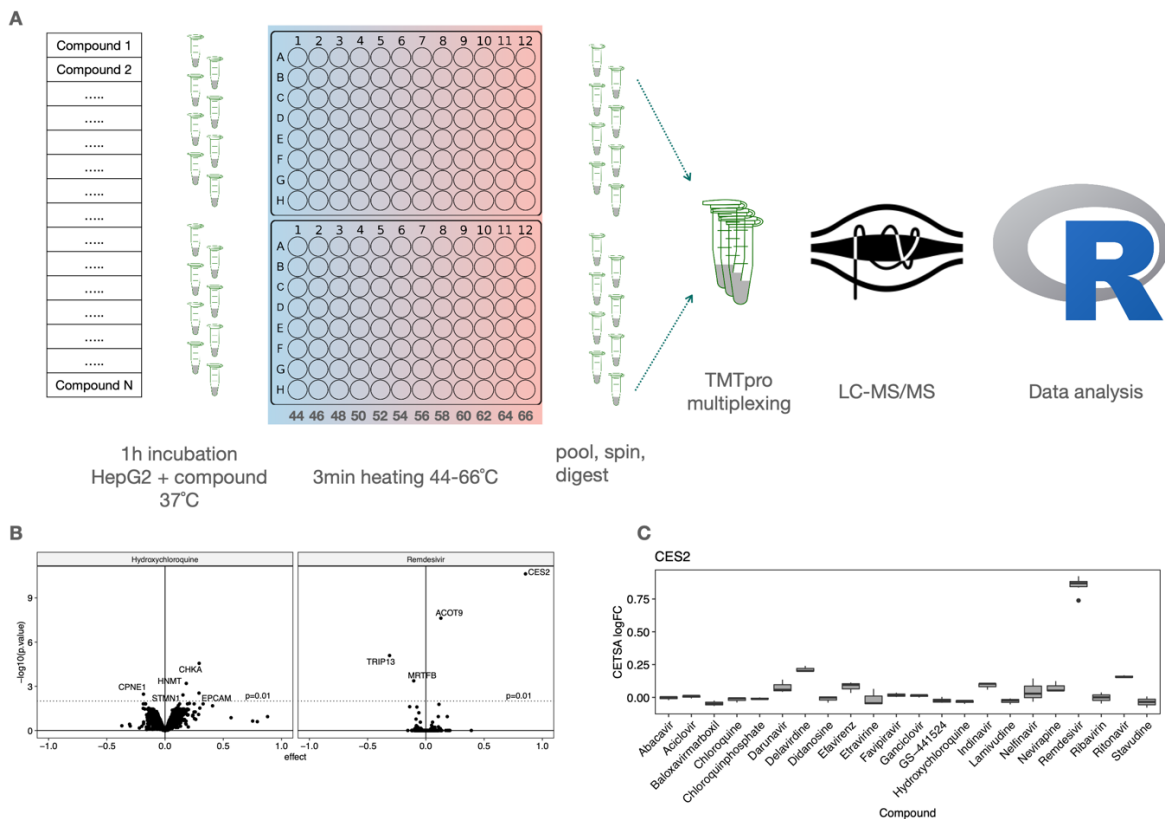 A
Compound 1
Compound 2
.....
.....
.....
.....
.....
.....
.....
.....
.....
.....
.....
Compound N
1 2 3 4 5 6 7 8 9 10 11 12
A
B
C
D
E
F
G
H
1 2 3 4 5 6 7 8 9 10 11 12
A
B
C
D
E
F
G
H
44 46 48 50 52 54 56 58 60 62 64 66
1h incubation
HepG2 + compound
37°C
3min heating 44-66°C
pool, spin,
digest
TMTpro
multiplexing
LC-MS/MS
R
Data analysis
B
Hydroxychloroquine
Remdesivir
−log10(p.value)
9
6
3
0
CPNE1
STMN1
HNMT
CHKA
EPCAM
p=0.01
CES2
ACOT9
TRIP13
MRTFB
p=0.01
−1.0 −0.5 0.0 0.5 1.0
−1.0 −0.5 0.0 0.5 1.0
effect
C
CES2
CETSA logFC
0.75
0.50
0.25
0.00
Abacavir
Aciclovir
Baloxavirmarboxil
Chloroquine
Chloroquinphosphate
Darunavir
Delavirdine
Didanosine
Efavirenz
Etravirine
Favipiravir
Ganciclovir
GS−441524
Hydroxychloroquine
Indinavir
Lamivudine
Nelfinavir
Nevirapine
Remdesivir
Ribavirin
Ritonavir
Stavudine
Compound